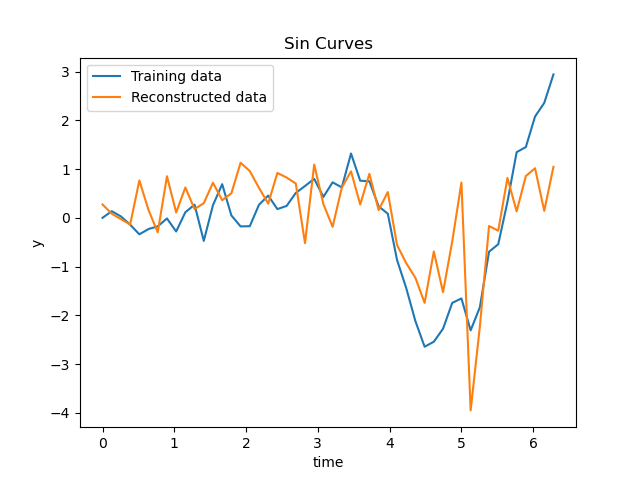 Sin Curves
Training data
Reconstructed data
3
2
1
0
−1
−2
−3
−4
y
0 1 2 3 4 5 6
time